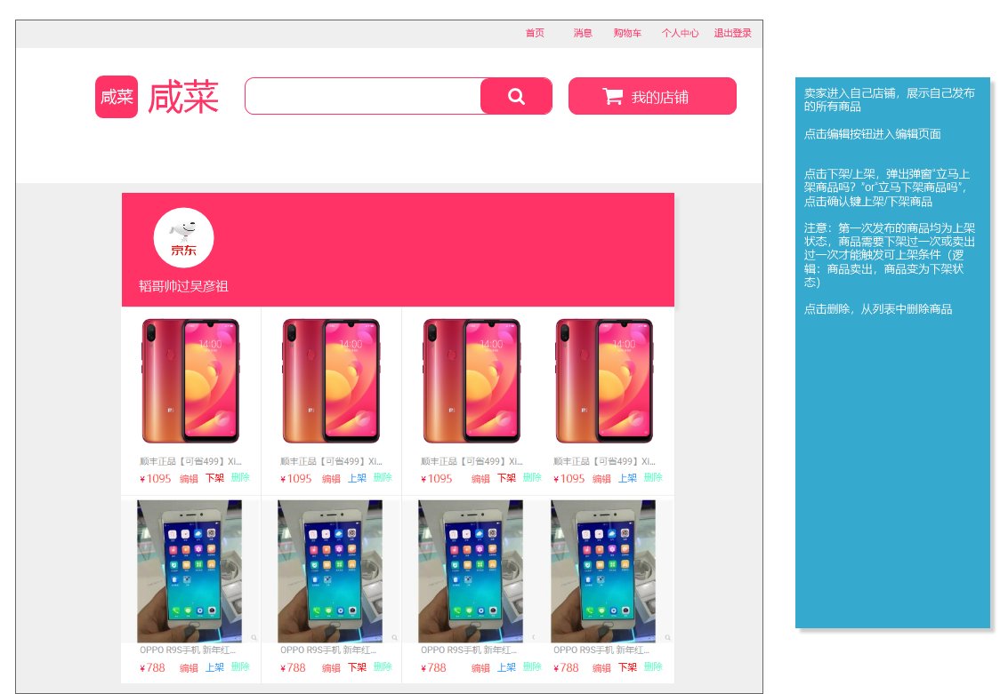 首页 消息 购物车 个人中心 退出登录
咸菜 咸菜 我的店铺
京东
韬哥帅过吴彦祖
14:00 14:00 14:00 14:00
顺丰正品【可省499】Xi... 顺丰正品【可省499】Xi... 顺丰正品【可省499】Xi... 顺丰正品【可省499】Xi...
¥1095 编辑 下架 删除 ¥1095 编辑 上架 删除 ¥1095 编辑 下架 删除 ¥1095 编辑 上架 删除
OPPO R9S手机 新年红... OPPO R9S手机 新年红... OPPO R9S手机 新年红... OPPO R9S手机 新年红...
¥788 编辑 上架 删除 ¥788 编辑 下架 删除 ¥788 编辑 上架 删除 ¥788 编辑 下架 删除
卖家进入自己店铺，展示自己发布
的所有商品
点击编辑按钮进入编辑页面
点击下架/上架，弹出弹窗“立马上
架商品吗？”or“立马下架商品吗”，
点击确认键上架/下架商品
注意：第一次发布的商品均为上架
状态，商品需要下架过一次或卖出
过一次才能触发可上架条件（逻
辑：商品卖出，商品变为下架状
态）
点击删除，从列表中删除商品